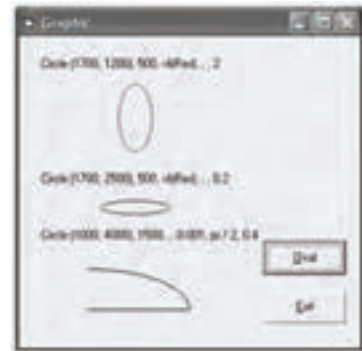 Graphic
Circle (1700, 1200), 500, vbRed, , , 2
Circle (1700, 2500), 500, vbRed, , , 0.2
Circle (1000, 4000), 1500, , 0.001, pi / 2, 0.4
Oval
Exit